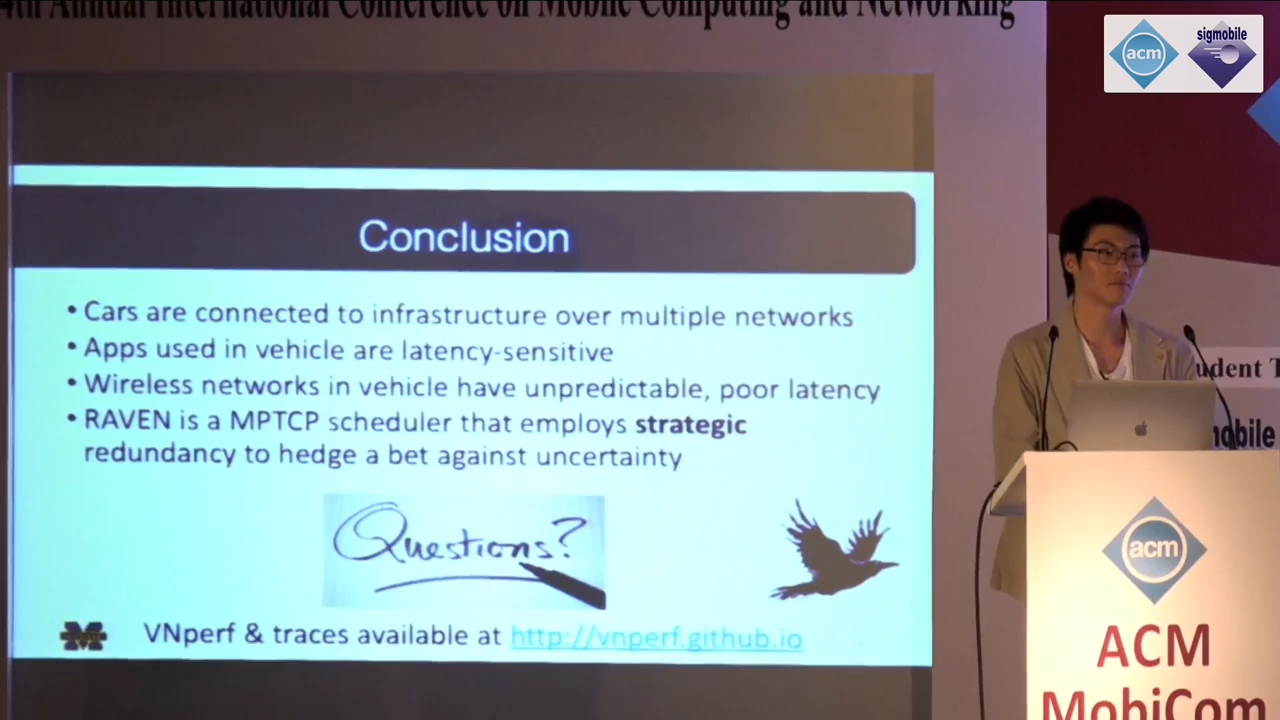 4th Annual International Conference on Mobile Computing and Networking
acm
sigmobile
Conclusion
• Cars are connected to infrastructure over multiple networks
• Apps used in vehicle are latency-sensitive
• Wireless networks in vehicle have unpredictable, poor latency
• RAVEN is a MPTCP scheduler that employs strategic
redundancy to hedge a bet against uncertainty
Questions?
M
VNperf & traces available at http://vnperf.github.io
udent T
mobile
acm
ACM
MobiCom